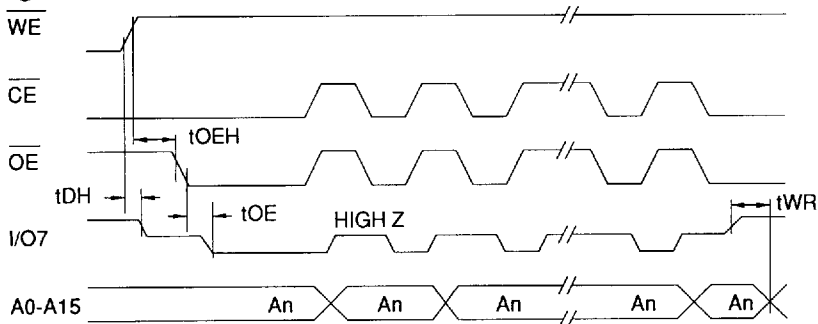 WE
CE
tOEH
OE
tDH
tOE
HIGH Z
tWR
I/O7
A0-A15
An
An
An
An
An